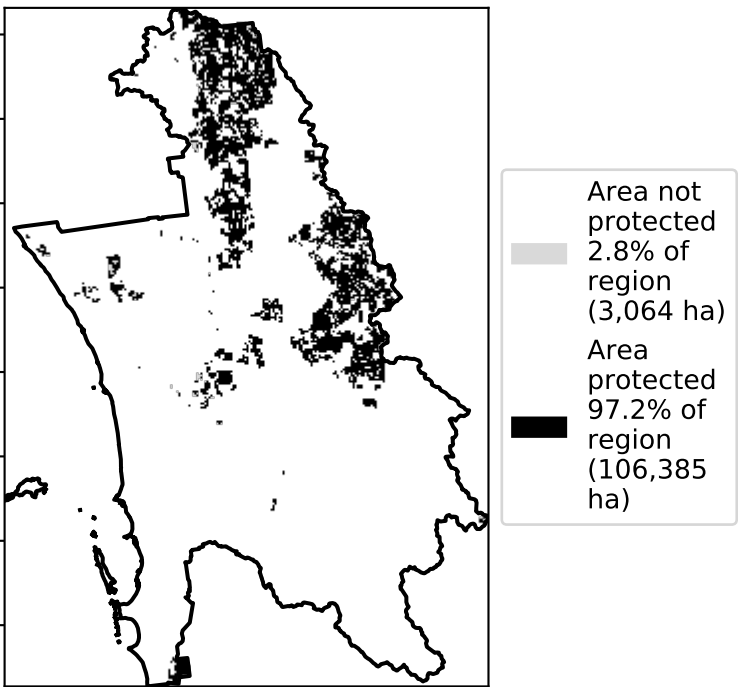 Area not
protected
2.8% of
region
(3,064 ha)
Area
protected
97.2% of
region
(106,385
ha)